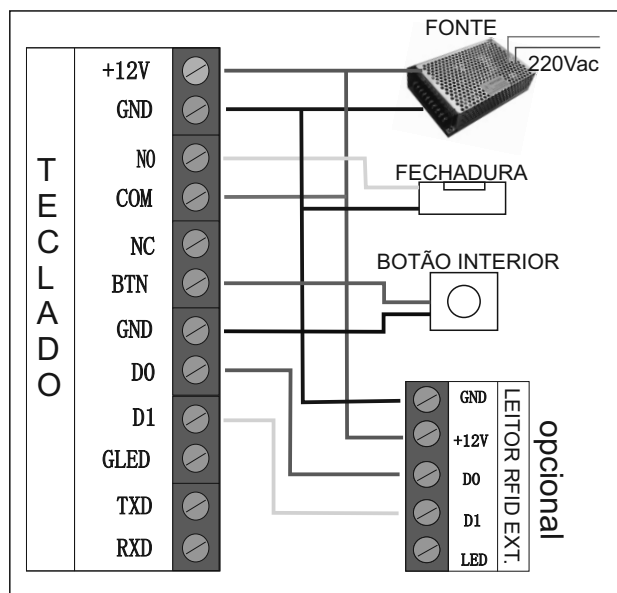 TECLADO
+12V
GND
NO
COM
NC
BTN
GND
D0
D1
GLED
TXD
RXD
FONTE
220Vac
FECHADURA
BOTÃO INTERIOR
GND
+12V
D0
D1
LED
LEITOR RFID EXT.
opcional